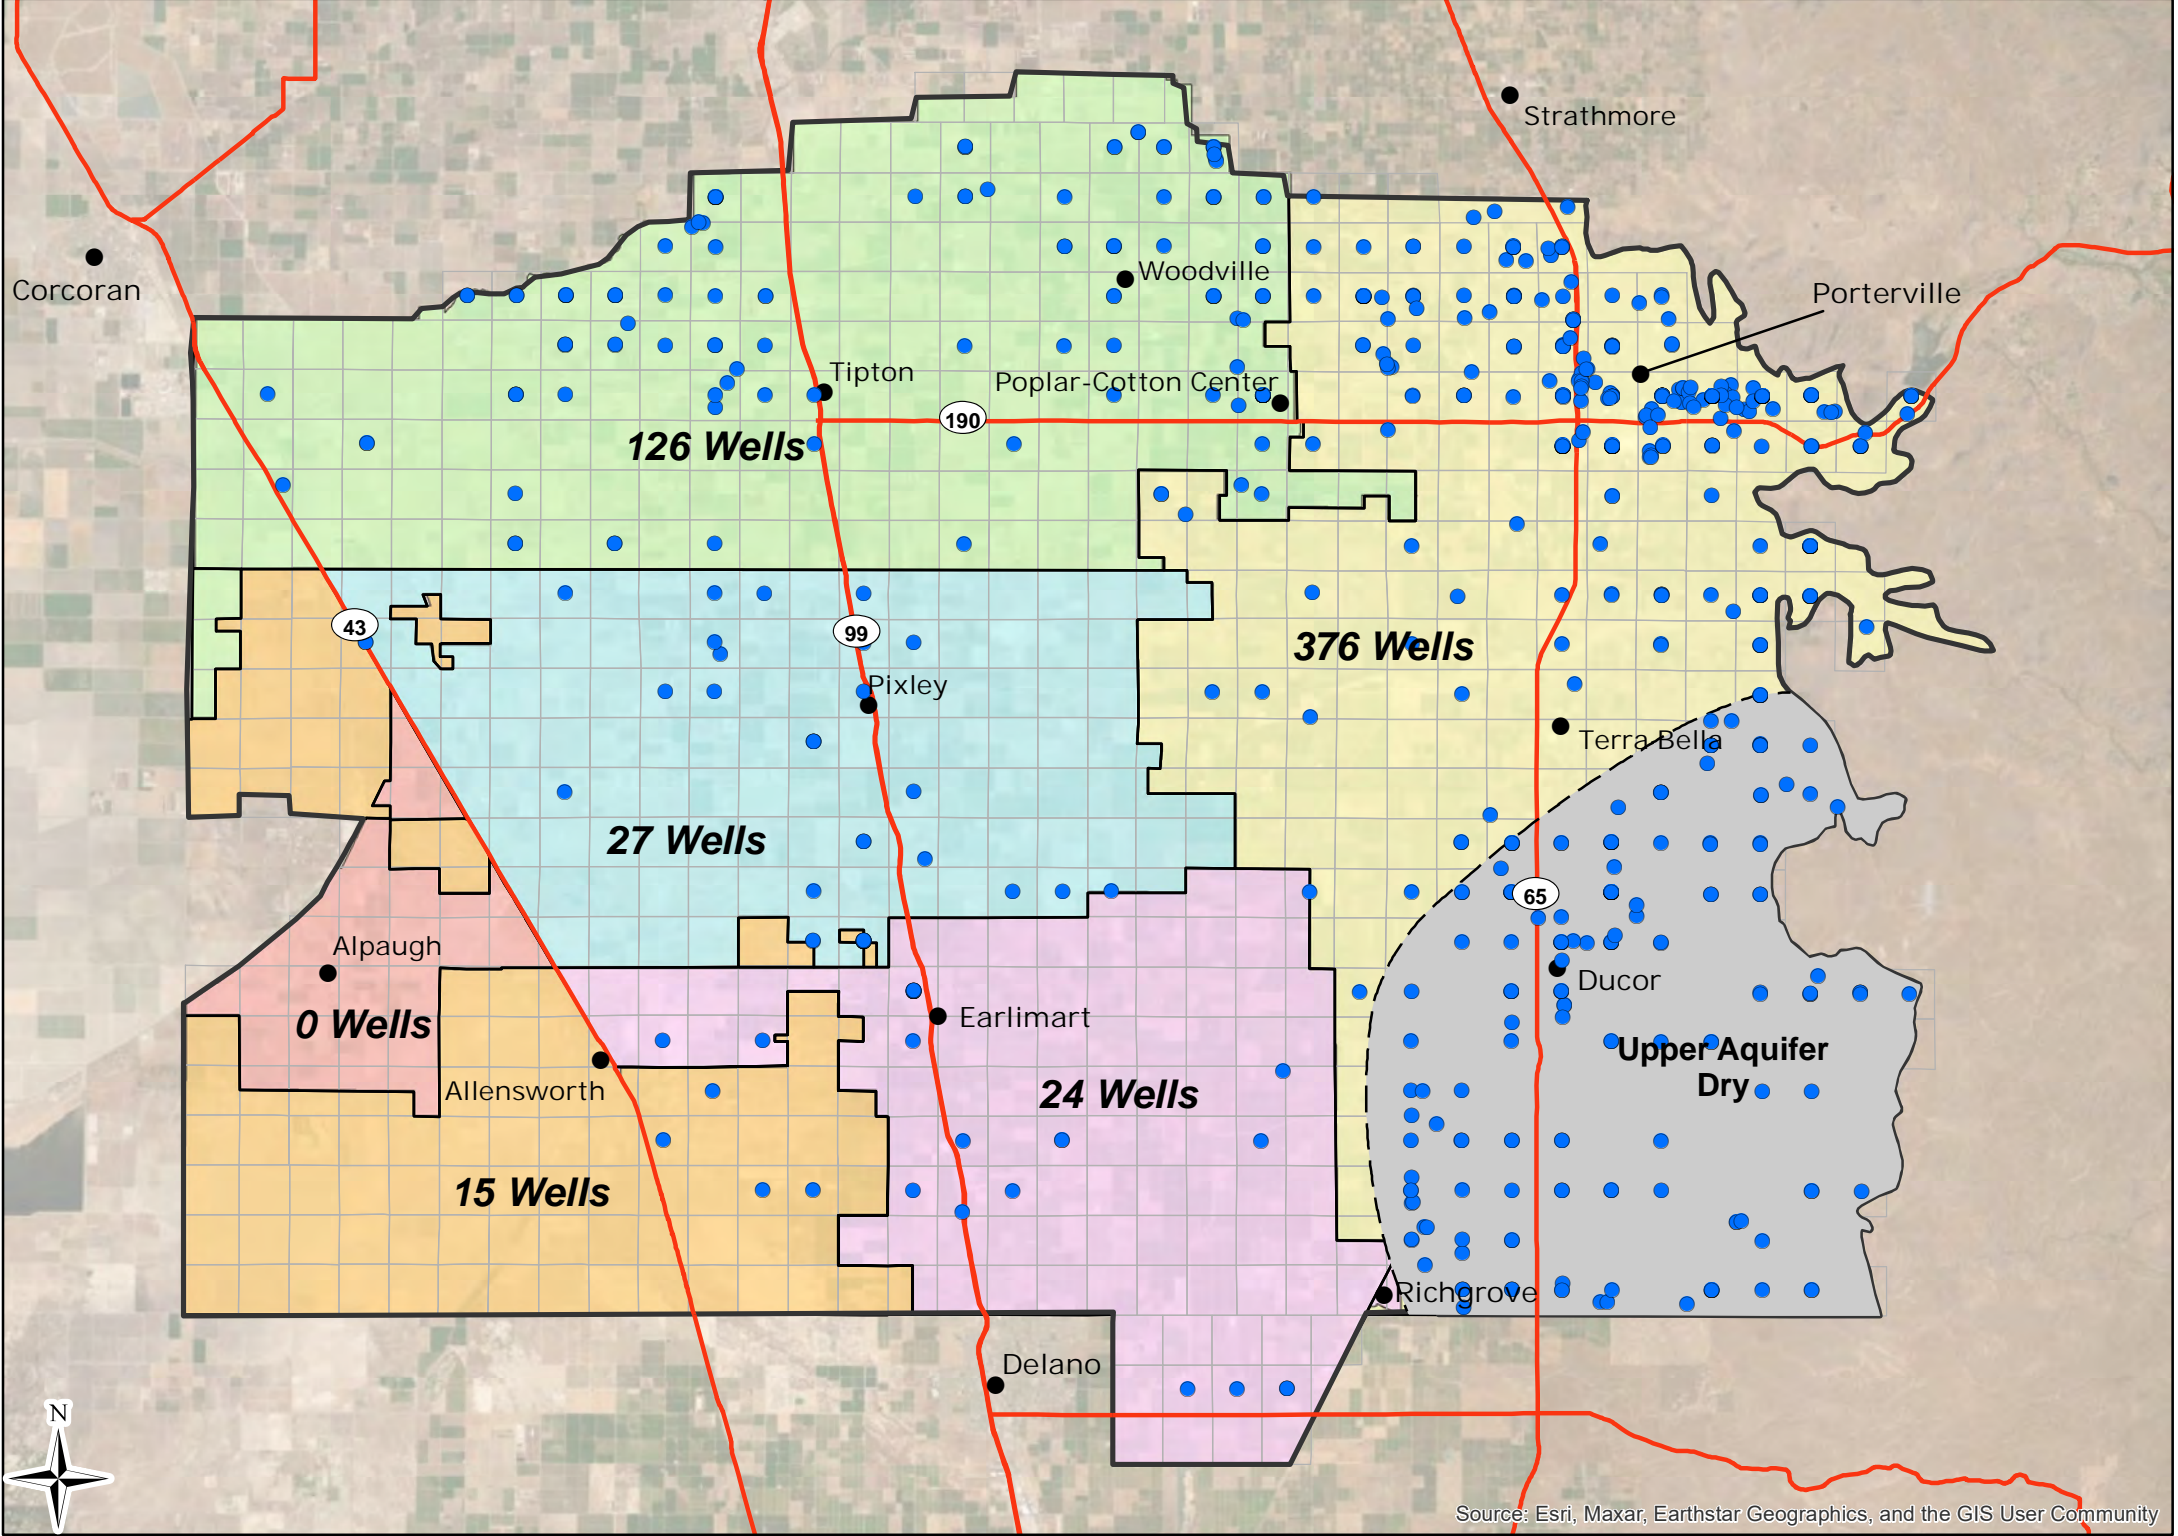 Strathmore
Corcoran
Woodville
Porterville
Tipton
Poplar-Cotton Center
190
126 Wells
43
99
376 Wells
Pixley
Terra Bella
27 Wells
65
Alpaugh
Ducor
0 Wells
Earlimart
Upper Aquifer
Dry
Allensworth
24 Wells
15 Wells
Richgrove
Delano
N
Source: Esri, Maxar, Earthstar Geographics, and the GIS User Community